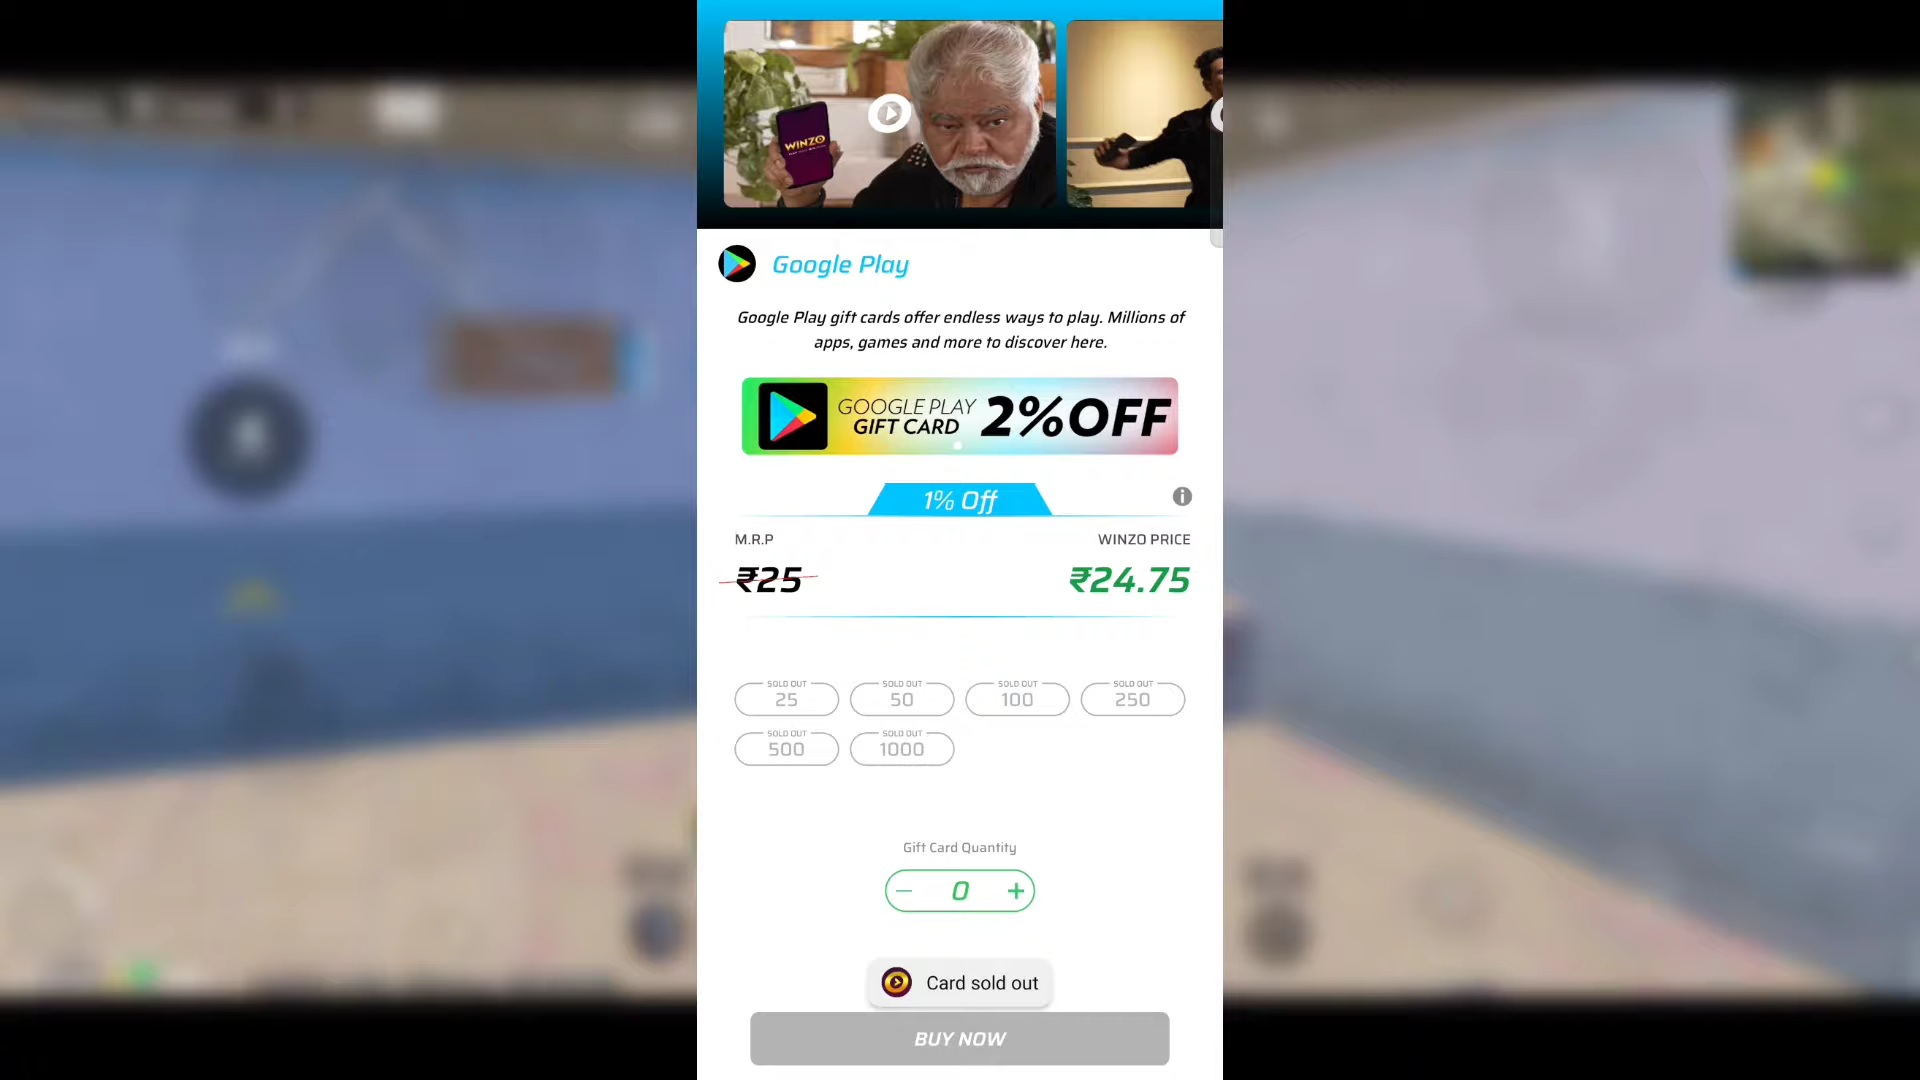 WINZO
Google Play
Google Play gift cards offer endless ways to play. Millions of
apps, games and more to discover here.
GOOGLE PLAY
GIFT CARD
2%OFF
1% Off
M.R.P
WINZO PRICE
₹25
₹24.75
SOLD OUT SOLD OUT SOLD OUT SOLD OUT
25 50 100 250
SOLD OUT SOLD OUT
500 1000
Gift Card Quantity
− 0 +
Card sold out
BUY NOW